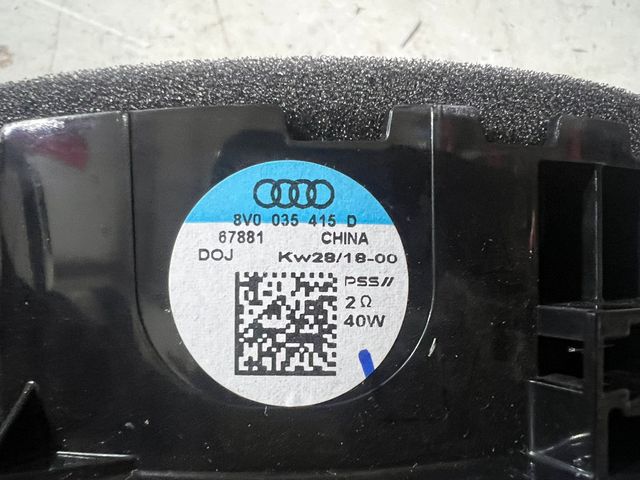 8V0 035 415 D
67881 CHINA
DOJ Kw28/18-00
PSS//
2 Ω
40W